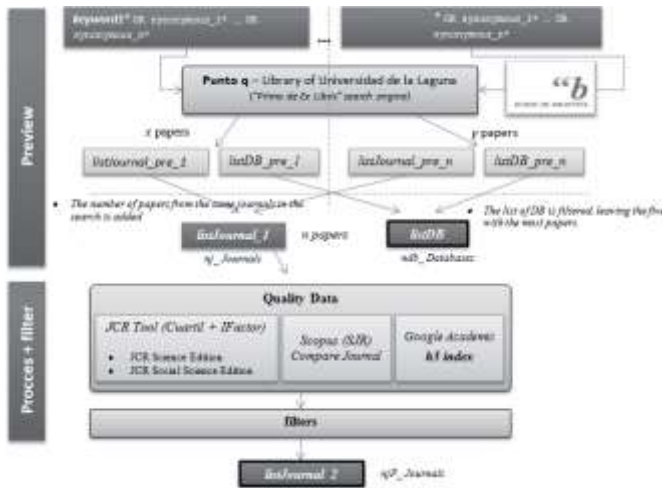 keyword1* OR synonymous_1* ... OR
synonymous_n*
...
* OR synonymous_1* ... OR
synonymous_n*
Punto q – Library of Universidad de la Laguna
("Primo de Ex Libris" search original)
“b
x papers
y papers
listJournal_pre_1
listDB_pre_1
listJournal_pre_n
listDB_pre_n
• The number of papers from the same journals in the
search is added
• The list of DB is filtered, leaving the five
with the most papers
listJournal_1
n papers
listDB
nj_Journals
ndb_Databases
Preview
Quality Data
JCR Tool (Cuartil + IFactor)
• JCR Science Edition
• JCR Social Science Edition
Scopus (SJR)
Compare Journal
Google Academic
h5 index
filters
listJournal_2
njF_Journals
Procces + filter